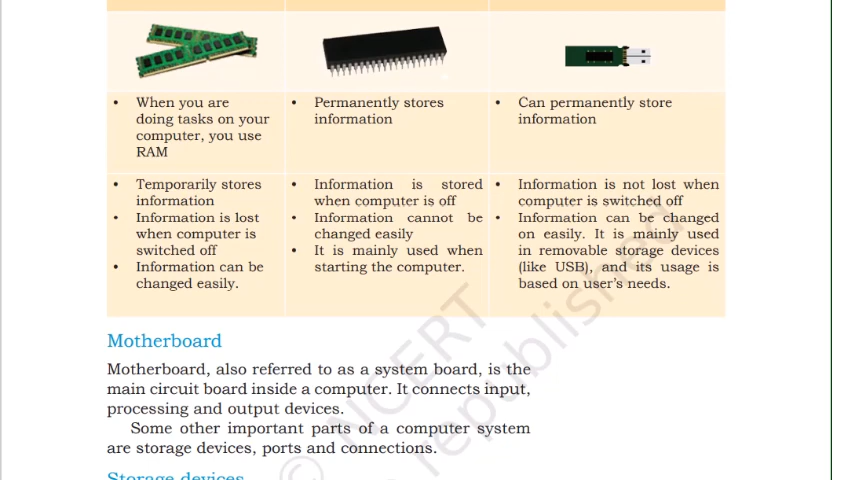 • When you are
doing tasks on your
computer, you use
RAM
• Permanently stores
information
• Can permanently store
information
• Temporarily stores
information
• Information is lost
when computer is
switched off
• Information can be
changed easily.
• Information is stored
when computer is off
• Information cannot be
changed easily
• It is mainly used when
starting the computer.
• Information is not lost when
computer is switched off
• Information can be changed
on easily. It is mainly used
in removable storage devices
(like USB), and its usage is
based on user's needs.
Motherboard
Motherboard, also referred to as a system board, is the
main circuit board inside a computer. It connects input,
processing and output devices.
Some other important parts of a computer system
are storage devices, ports and connections.
Storage devices
© NCERT
republished